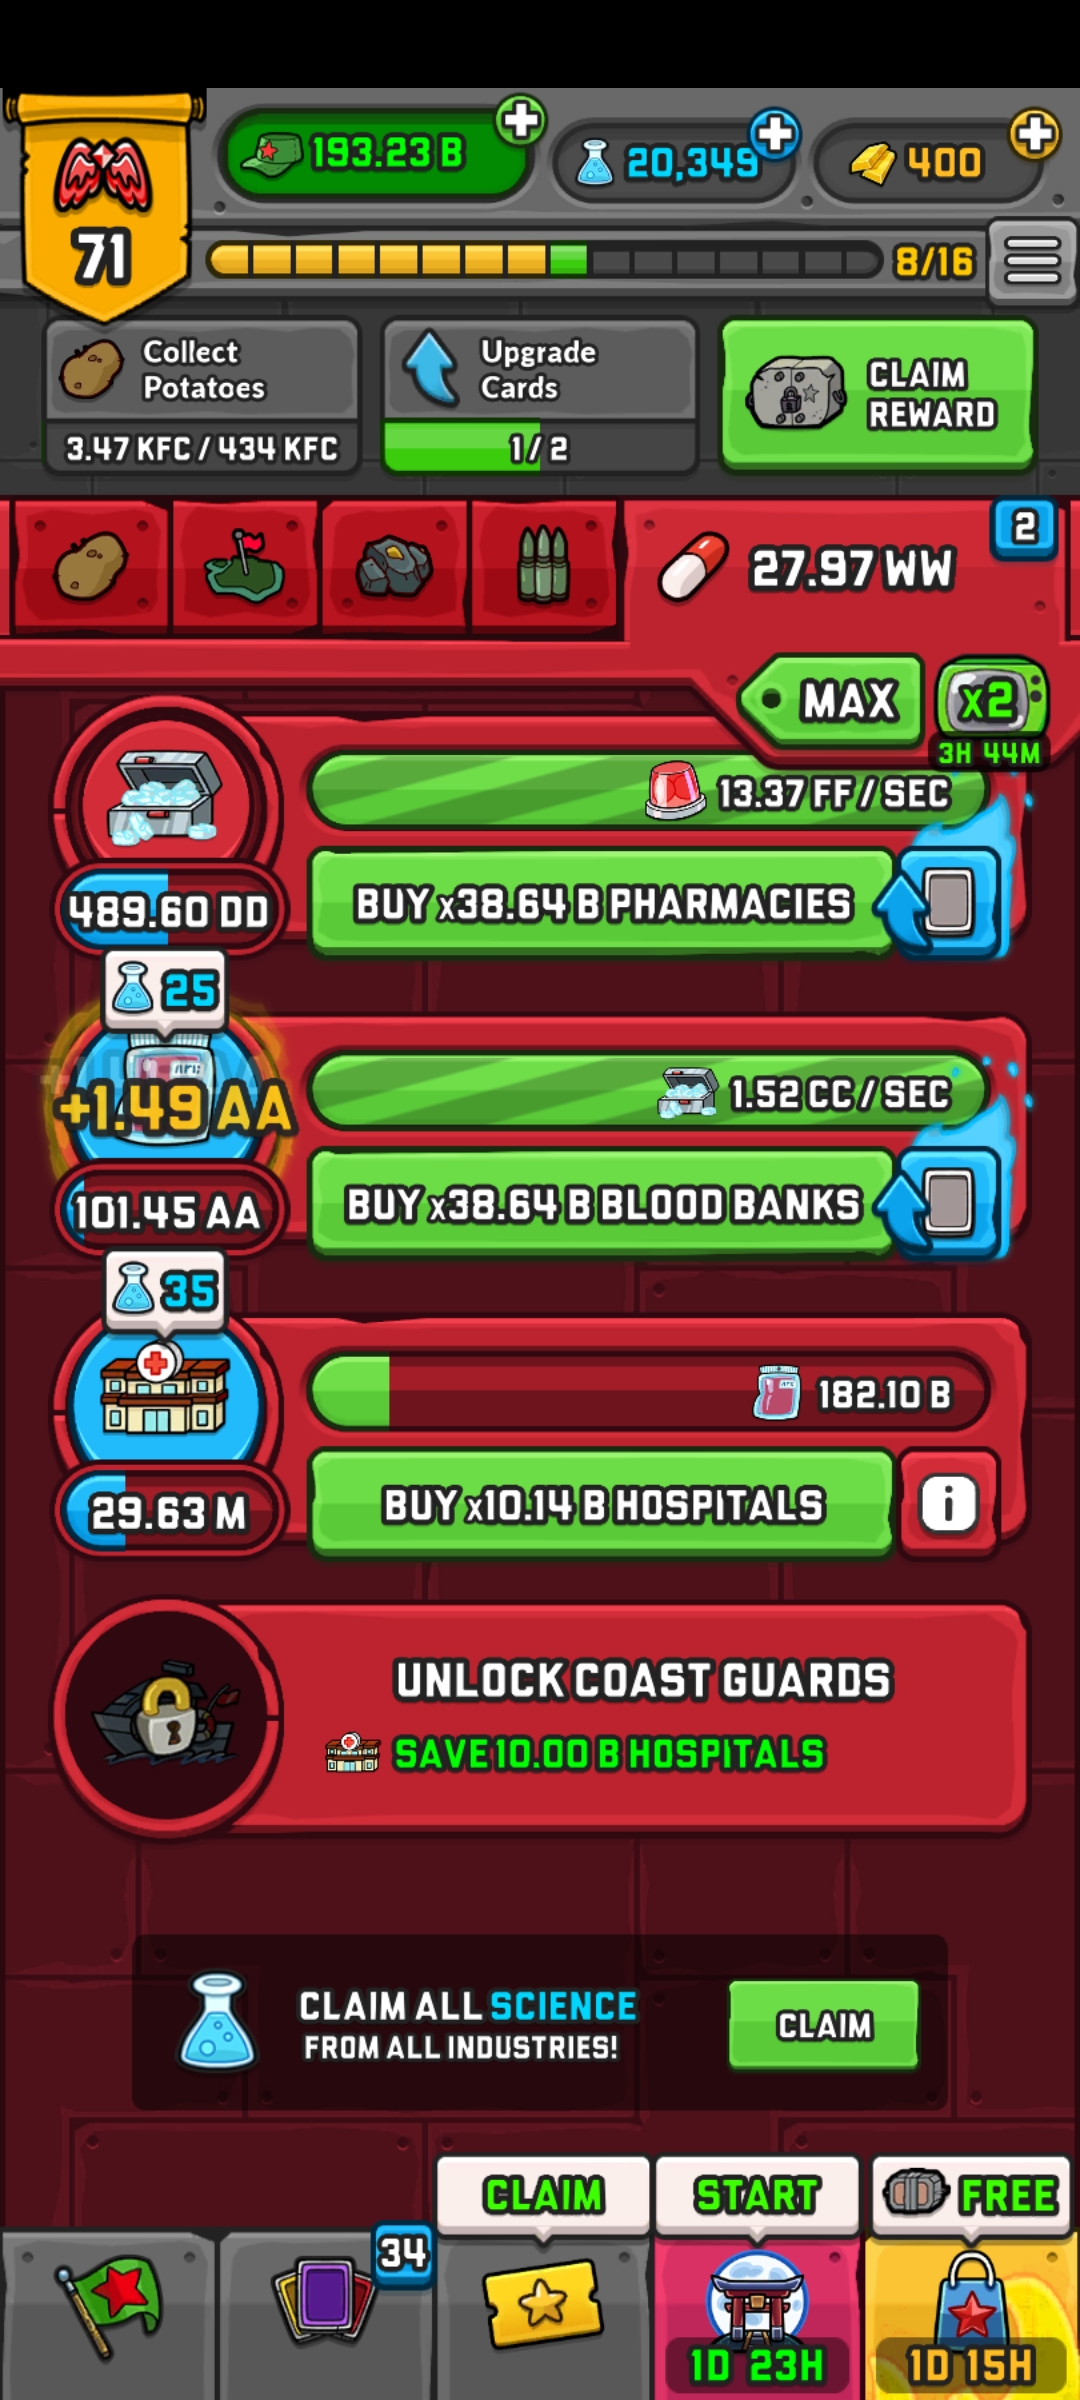 71
193.23 B
20,349
400
8/16
Collect
Potatoes
3.47 KFC / 434 KFC
Upgrade
Cards
1 / 2
CLAIM
REWARD
27.97 WW
2
MAX
x2
3H 44M
13.37 FF / SEC
489.60 DD
BUY x38.64 B PHARMACIES
25
+1.49 AA
1.52 CC / SEC
101.45 AA
BUY x38.64 B BLOOD BANKS
35
182.10 B
29.63 M
BUY x10.14 B HOSPITALS
i
UNLOCK COAST GUARDS
SAVE 10.00 B HOSPITALS
CLAIM ALL SCIENCE
FROM ALL INDUSTRIES!
CLAIM
CLAIM
START
FREE
34
1D 23H
1D 15H